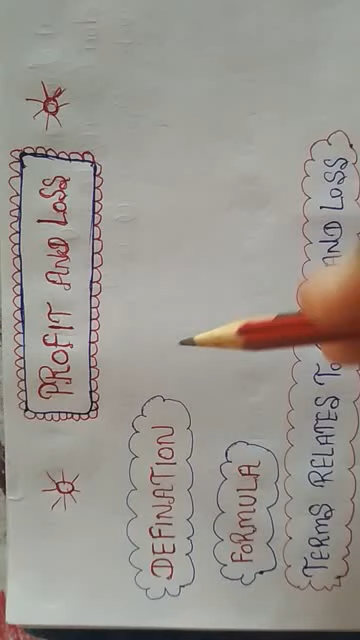 PROFIT AND LOSS
DEFINATION
FORMULA
TERMS RELATES TO AND LOSS